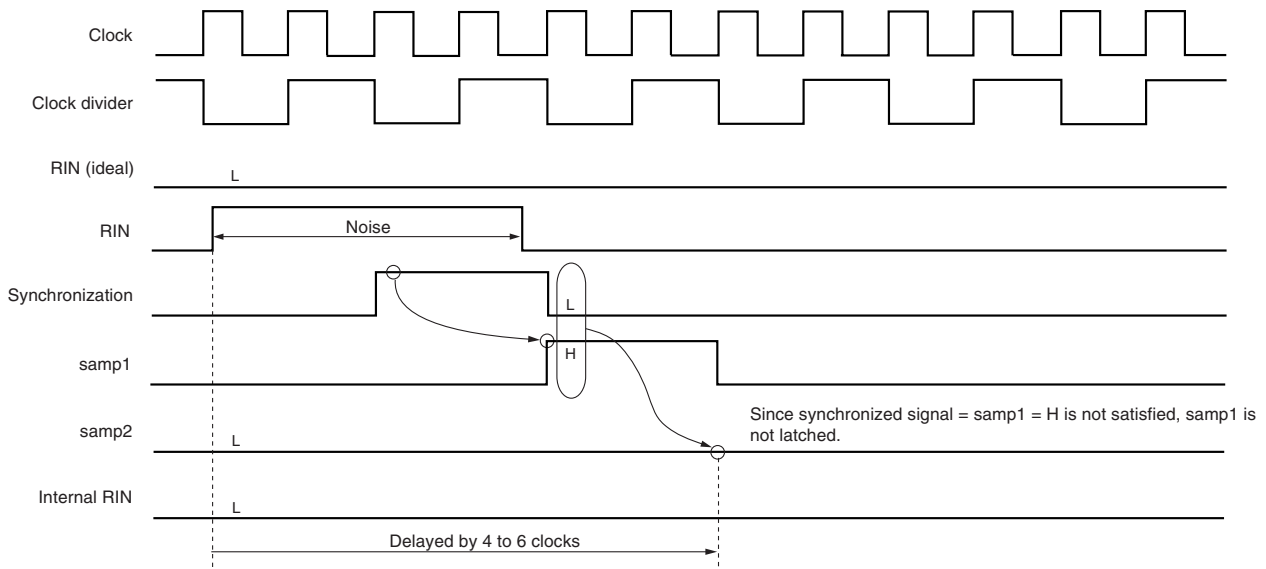 Clock
Clock divider
RIN (ideal)
L
RIN
Noise
Synchronization
L
H
samp1
Since synchronized signal = samp1 = H is not satisfied, samp1 is
not latched.
samp2
L
Internal RIN
L
Delayed by 4 to 6 clocks